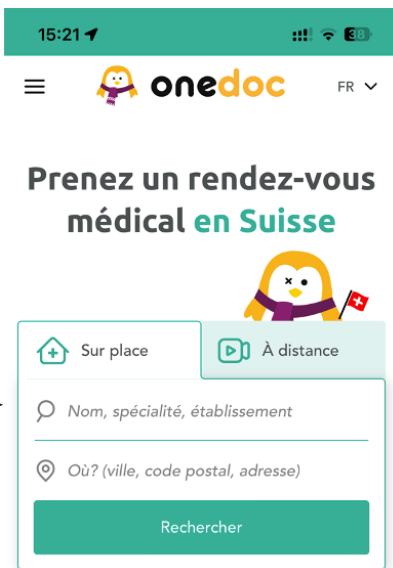 15:21
38
onedoc
FR
Prenez un rendez-vous
médical en Suisse
Sur place
À distance
Nom, spécialité, établissement
Où? (ville, code postal, adresse)
Rechercher